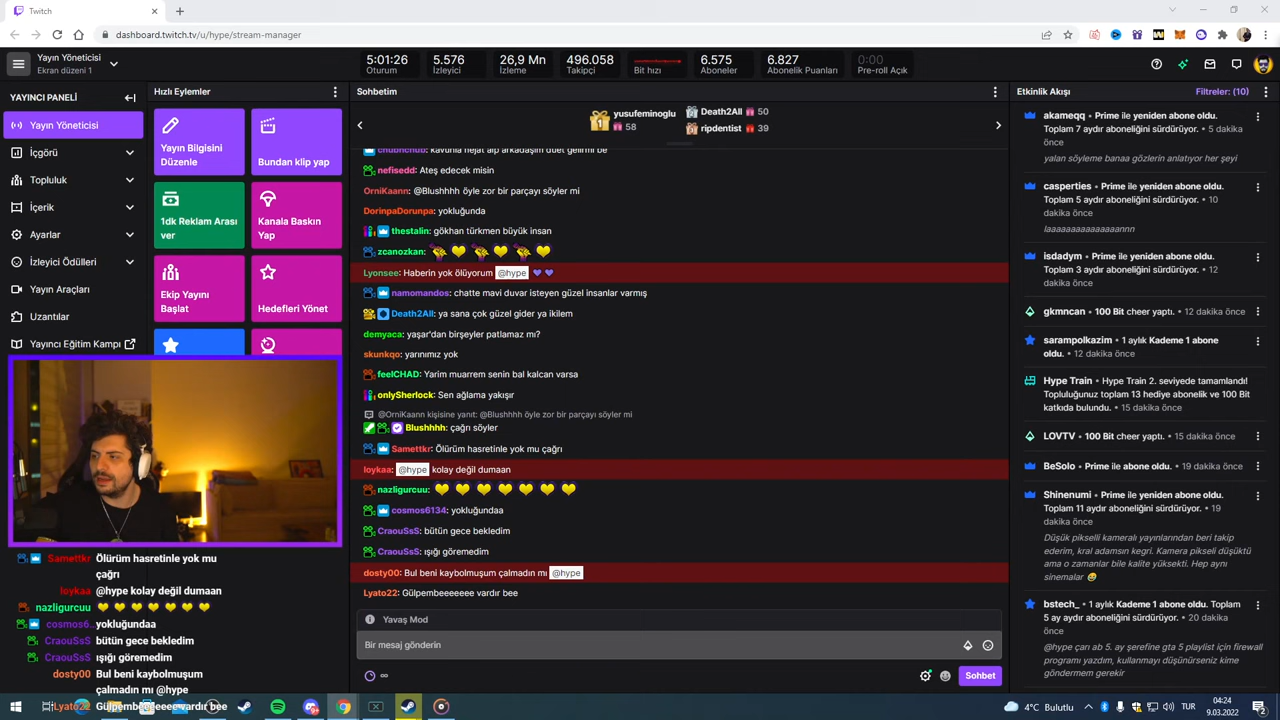 Twitch
dashboard.twitch.tv/u/hype/stream-manager
Yayın Yöneticisi
Ekran düzeni 1
5:01:26
Oturum
5.576
İzleyici
26,9 Mn
İzleme
496.058
Takipçi
Bit hızı
6.575
Aboneler
6.827
Abonelik Puanları
0:00
Pre-roll Açık
YAYINCI PANELİ
Yayın Yöneticisi
İçgörü
Topluluk
İçerik
Ayarlar
İzleyici Ödülleri
Yayın Araçları
Uzantılar
Yayıncı Eğitim Kampı
Hızlı Eylemler
Yayın Bilgisini
Düzenle
Bundan klip yap
1dk Reklam Arası
ver
Kanala Baskın
Yap
Ekip Yayını
Başlat
Hedefleri Yönet
Sohbetim
1
yusufeminoglu
58
Death2All 50
ripdentist 39
chubhchub: kavunla nejat alp arkadaşım duet gelirmi be
nefisedd: Ateş edecek misin
OrniKaann: @Blushhhh öyle zor bir parçayı söyler mi
DorinpaDorunpa: yokluğunda
thestalin: gökhan türkmen büyük insan
zcanozkan:
Lyonsee: Haberin yok ölüyorum @hype
namomandos: chatte mavi duvar isteyen güzel insanlar varmış
Death2All: ya sana çok güzel gider ya ikilem
demyaca: yaşar'dan birşeyler patlamaz mı?
skunkqo: yarınımız yok
feelCHAD: Yarim muarrem senin bal kalcan varsa
onlySherlock: Sen ağlama yakışır
@OrniKaann kişisine yanıt: @Blushhhh öyle zor bir parçayı söyler mi
Blushhhh: çağrı söyler
Samettkr: Ölürüm hasretinle yok mu çağrı
loykaa: @hype kolay değil dumaan
nazligurcuu:
cosmos6134: yokluğundaa
CraouSsS: bütün gece bekledim
CraouSsS: ışığı göremedim
dosty00: Bul beni kaybolmuşum çalmadın mı @hype
Lyato22: Gülpembeeeeeee vardır bee
Yavaş Mod
Bir mesaj gönderin
Sohbet
Etkinlik Akışı
Filtreler: (10)
akameqq • Prime ile yeniden abone oldu.
Toplam 7 aydır aboneliğini sürdürüyor. • 5 dakika
önce
yalan söyleme banaa gözlerin anlatıyor her şeyi
casperties • Prime ile yeniden abone oldu.
Toplam 5 aydır aboneliğini sürdürüyor. • 10
dakika önce
laaaaaaaaaaaaaaannn
isdadym • Prime ile yeniden abone oldu.
Toplam 3 aydır aboneliğini sürdürüyor. • 12
dakika önce
gkmncan • 100 Bit cheer yaptı. • 12 dakika önce
sarampolkazim • 1 aylık Kademe 1 abone
oldu. • 12 dakika önce
Hype Train • Hype Train 2. seviyede tamamlandı!
Topluluğunuz toplam 13 hediye abonelik ve 100 Bit
katkıda bulundu. • 15 dakika önce
LOVTV • 100 Bit cheer yaptı. • 15 dakika önce
BeSolo • Prime ile abone oldu. • 19 dakika önce
Shinenumi • Prime ile yeniden abone oldu.
Toplam 11 aydır aboneliğini sürdürüyor. • 19
dakika önce
Düşük pikselli kameralı yayınlarından beri takip
ederim, kral adamsın kegri. Kamera pikseli düşüktü
ama o zamanlar bile kalite yüksekti. Hep aynı
sinemalar
bstech_ • 1 aylık Kademe 1 abone oldu. Toplam
5 ay aydır aboneliğini sürdürüyor. • 20 dakika
önce
@hype çarı ab 5. ay şerefine gta 5 playlist için firewall
programı yazdım, kullanmayı düşünürseniz kime
göndermem gerekir
Samettkr Ölürüm hasretinle yok mu
çağrı
loykaa @hype kolay değil dumaan
nazligurcuu
cosmos6... yokluğundaa
CraouSsS bütün gece bekledim
CraouSsS ışığı göremedim
dosty00 Bul beni kaybolmuşum
çalmadın mı @hype
Lyato22 Gülpembeeeeeee vardır bee
4°C Bulutlu
TUR
04:24
9.03.2022
2